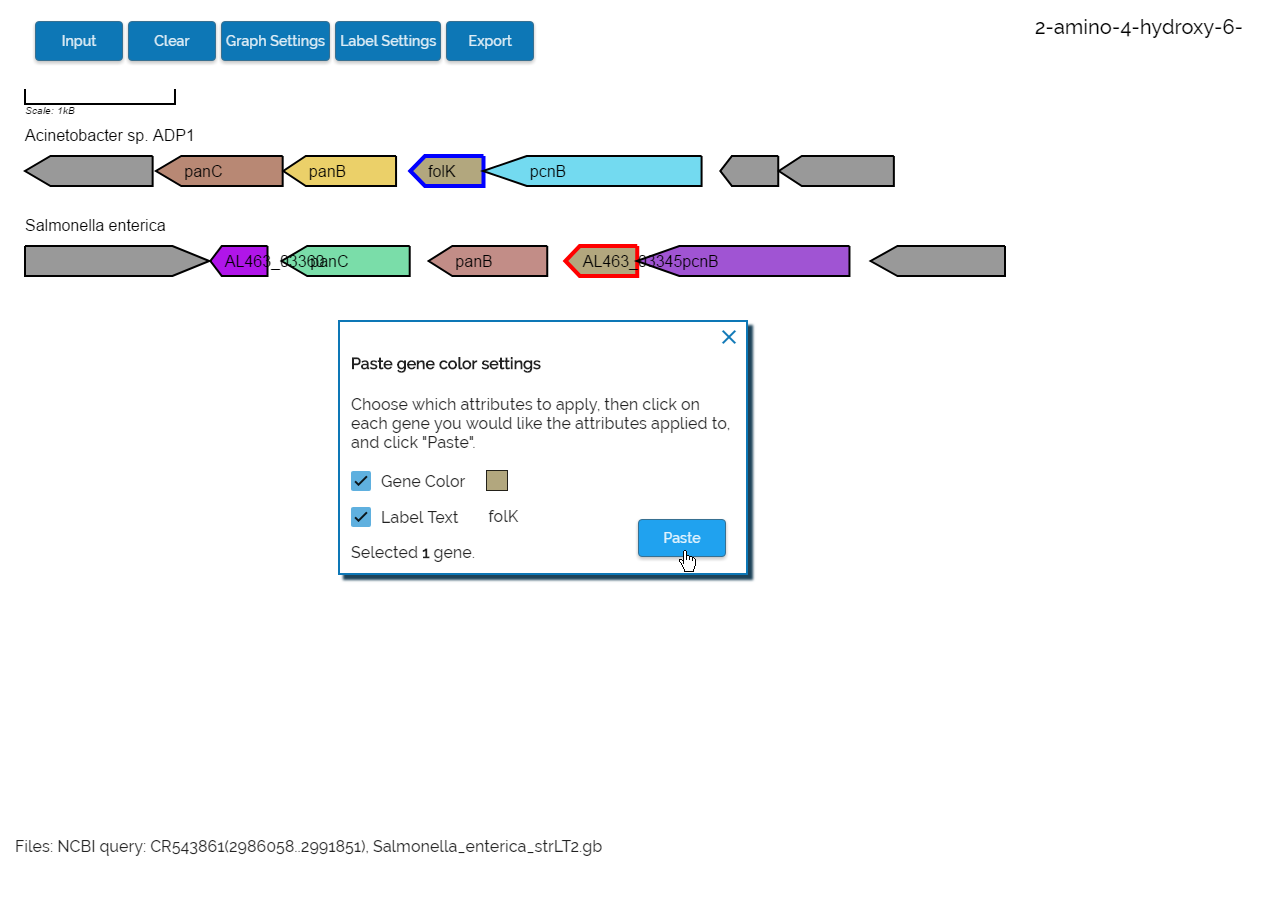 Input Clear Graph Settings Label Settings Export
2-amino-4-hydroxy-6-
Scale: 1kB
Acinetobacter sp. ADP1
panC panB folK pcnB
Salmonella enterica
AL463_03360 panC panB AL463_03345 pcnB
Paste gene color settings
Choose which attributes to apply, then click on
each gene you would like the attributes applied to,
and click "Paste".
Gene Color
Label Text folK
Paste
Selected 1 gene.
Files: NCBI query: CR543861(2986058..2991851), Salmonella_enterica_strLT2.gb